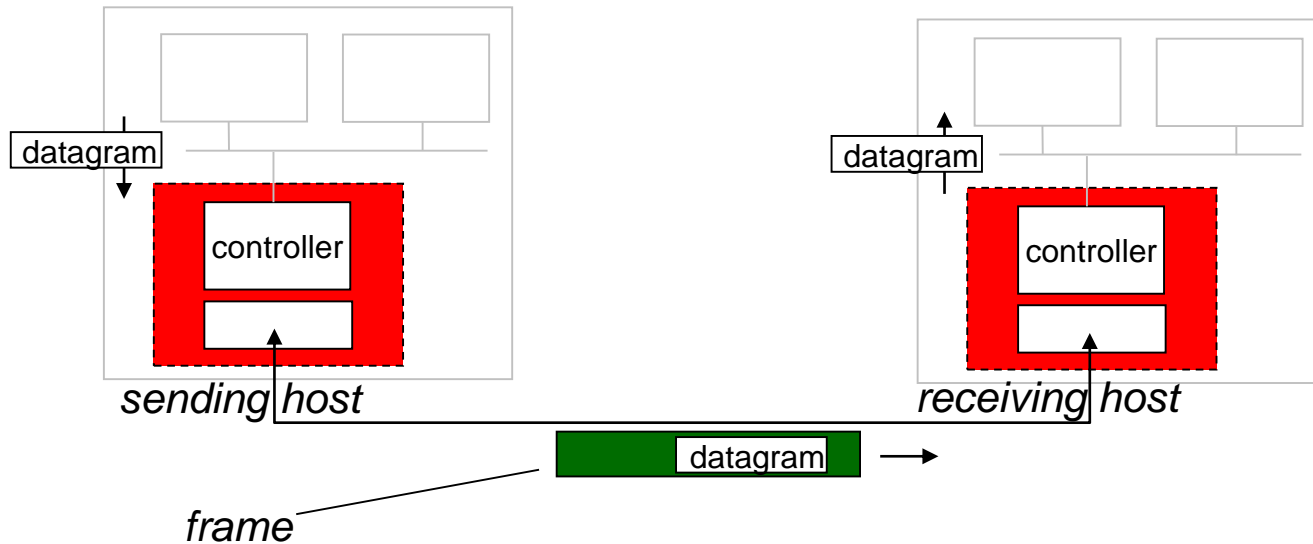 datagram
datagram
controller
controller
sending host
receiving host
datagram
frame